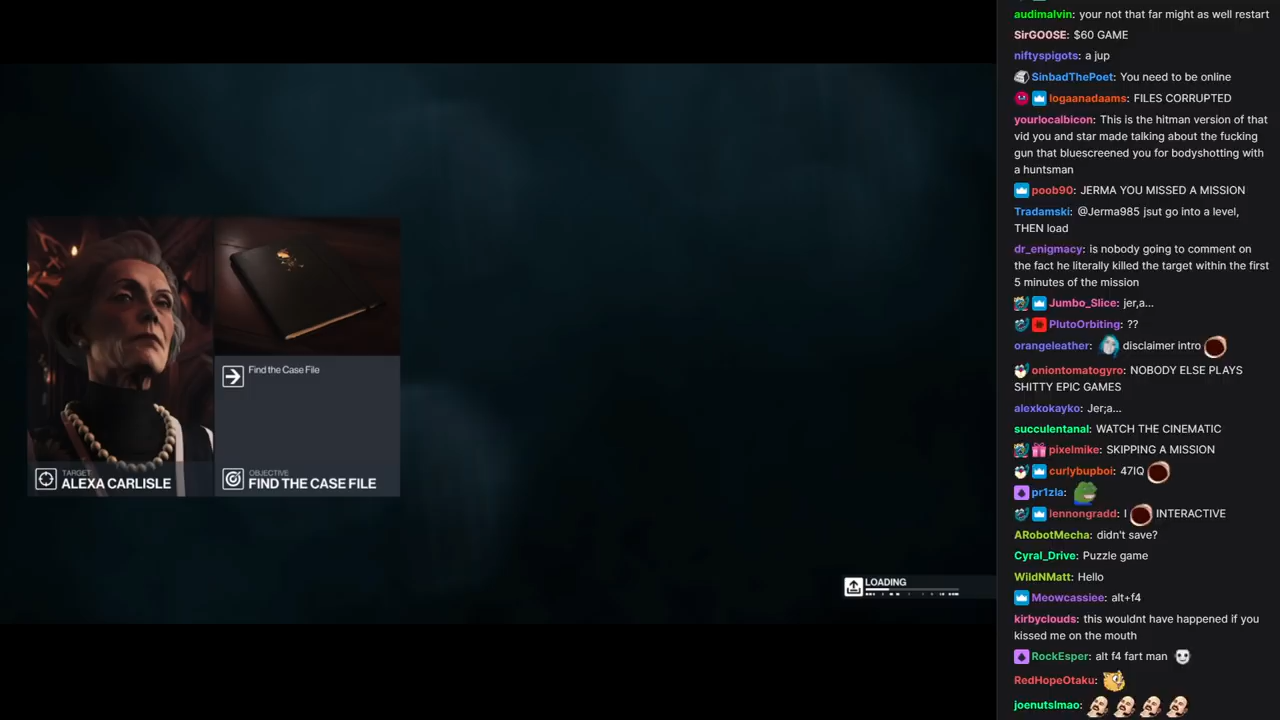 Find the Case File
TARGET
ALEXA CARLISLE
OBJECTIVE
FIND THE CASE FILE
LOADING
audimalvin: your not that far might as well restart
SirGOOSE: $60 GAME
niftyspigots: a jup
SinbadThePoet: You need to be online
logaanadaams: FILES CORRUPTED
yourlocalbicon: This is the hitman version of that
vid you and star made talking about the fucking
gun that bluescreened you for bodyshotting with
a huntsman
poob90: JERMA YOU MISSED A MISSION
Tradamski: @Jerma985 jsut go into a level,
THEN load
dr_enigmacy: is nobody going to comment on
the fact he literally killed the target within the first
5 minutes of the mission
Jumbo_Slice: jer,a...
PlutoOrbiting: ??
orangeleather: disclaimer intro
oniontomatogyro: NOBODY ELSE PLAYS
SHITTY EPIC GAMES
alexkokayko: Jer;a...
succulentanal: WATCH THE CINEMATIC
pixelmike: SKIPPING A MISSION
curlybupboi: 47IQ
pr1zla:
lennongradd: I INTERACTIVE
ARobotMecha: didn't save?
Cyral_Drive: Puzzle game
WildNMatt: Hello
Meowcassiee: alt+f4
kirbyclouds: this wouldnt have happened if you
kissed me on the mouth
RockEsper: alt f4 fart man
RedHopeOtaku:
joenutslmao: